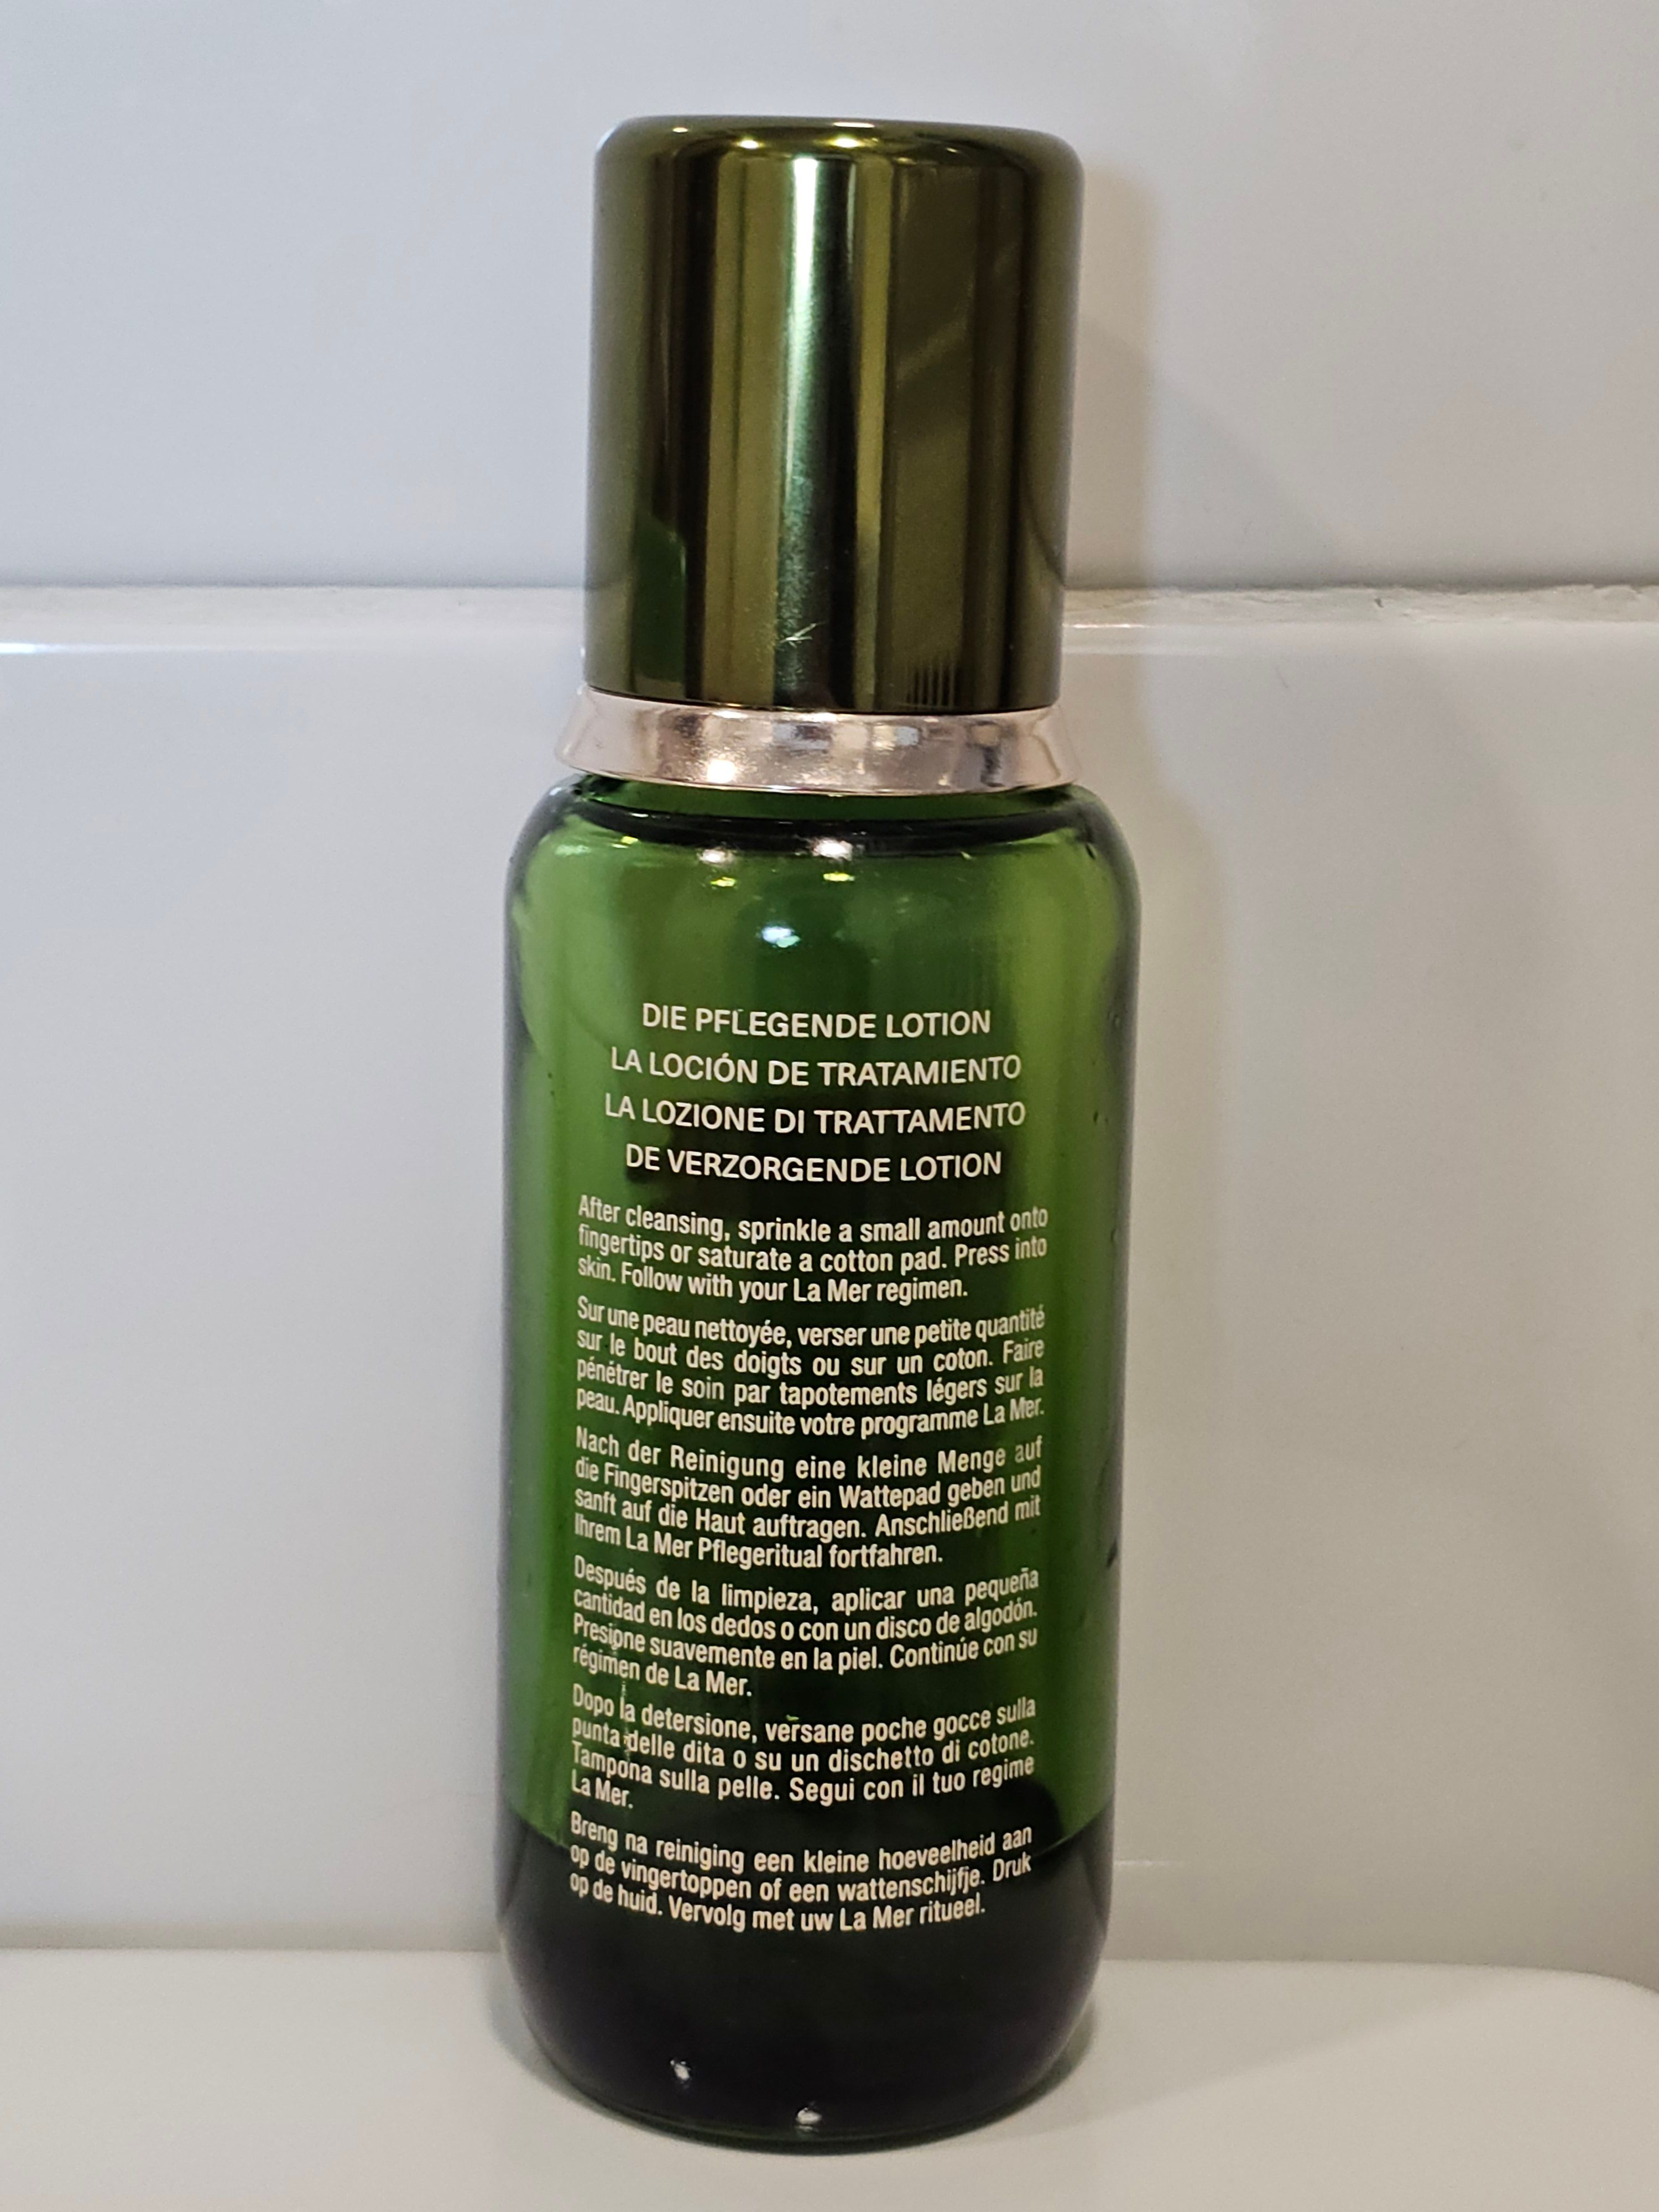 DIE PFLEGENDE LOTION
LA LOCIÓN DE TRATAMIENTO
LA LOZIONE DI TRATTAMENTO
DE VERZORGENDE LOTION
After cleansing, sprinkle a small amount onto
fingertips or saturate a cotton pad. Press into
skin. Follow with your La Mer regimen.
Sur une peau nettoyée, verser une petite quantité
sur le bout des doigts ou sur un coton. Faire
pénétrer le soin par tapotements légers sur la
peau. Appliquer ensuite votre programme La Mer.
Nach der Reinigung eine kleine Menge auf
die Fingerspitzen oder ein Wattepad geben und
sanft auf die Haut auftragen. Anschließend mit
Ihrem La Mer Pflegeritual fortfahren.
Después de la limpieza, aplicar una pequeña
cantidad en los dedos o con un disco de algodón.
Presione suavemente en la piel. Continúe con su
régimen de La Mer.
Dopo la detersione, versane poche gocce sulla
punta delle dita o su un dischetto di cotone.
Tampona sulla pelle. Segui con il tuo regime
La Mer.
Breng na reiniging een kleine hoeveelheid aan
op de vingertoppen of een wattenschijfje. Druk
op de huid. Vervolg met uw La Mer ritueel.